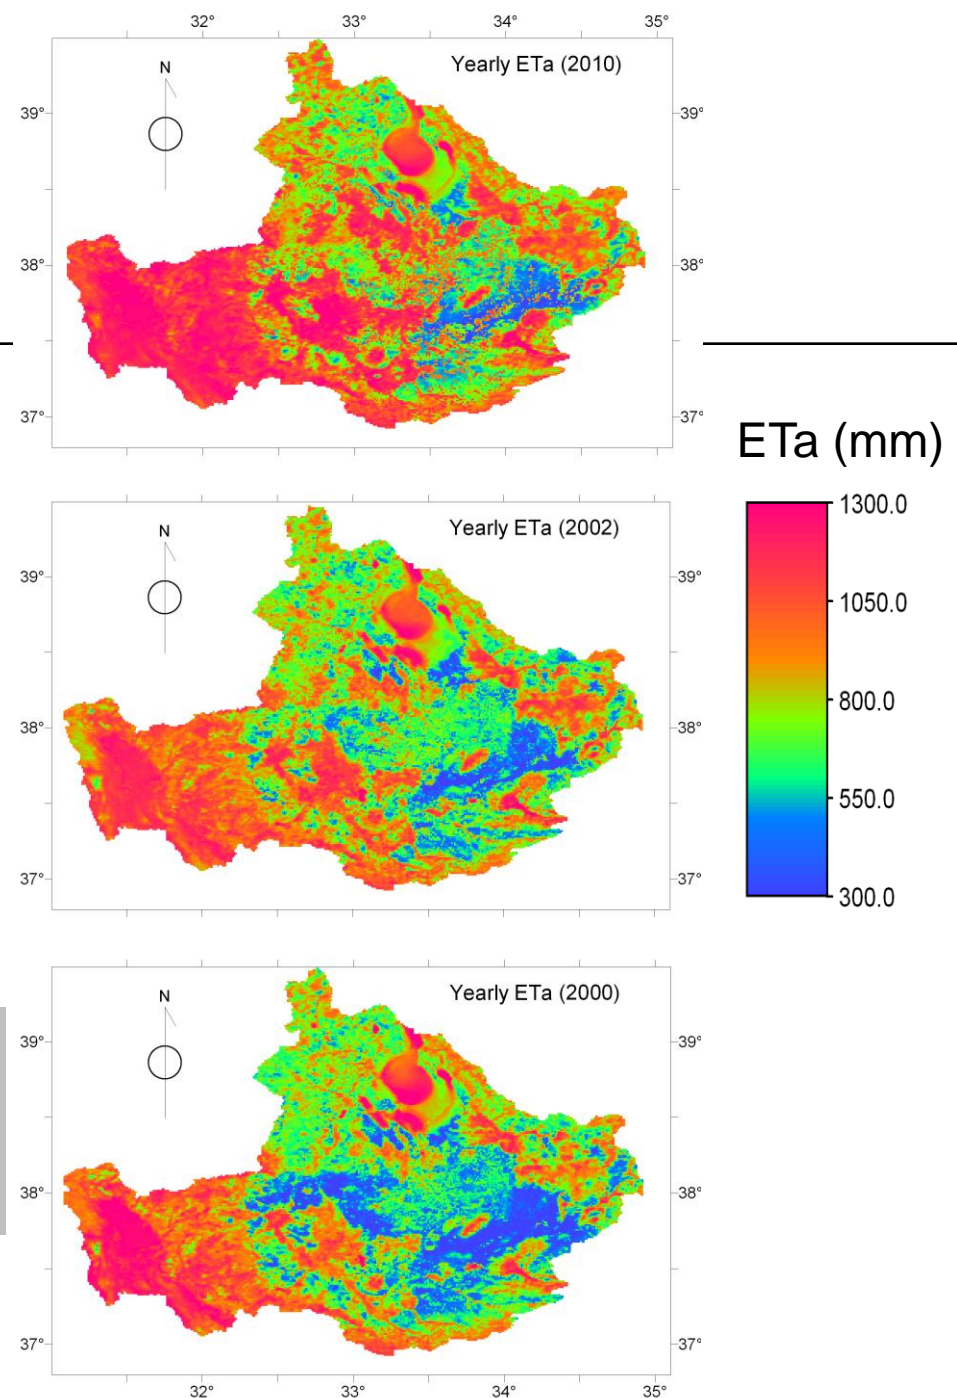 32° 33° 34° 35°
Yearly ETa (2010)
N
39° 39°
38° 38°
37° 37°
ETa (mm)
Yearly ETa (2002)
N
39° 39°
38° 38°
37° 37°
1300.0
1050.0
800.0
550.0
300.0
Yearly ETa (2000)
N
39° 39°
38° 38°
37° 37°
32° 33° 34° 35°